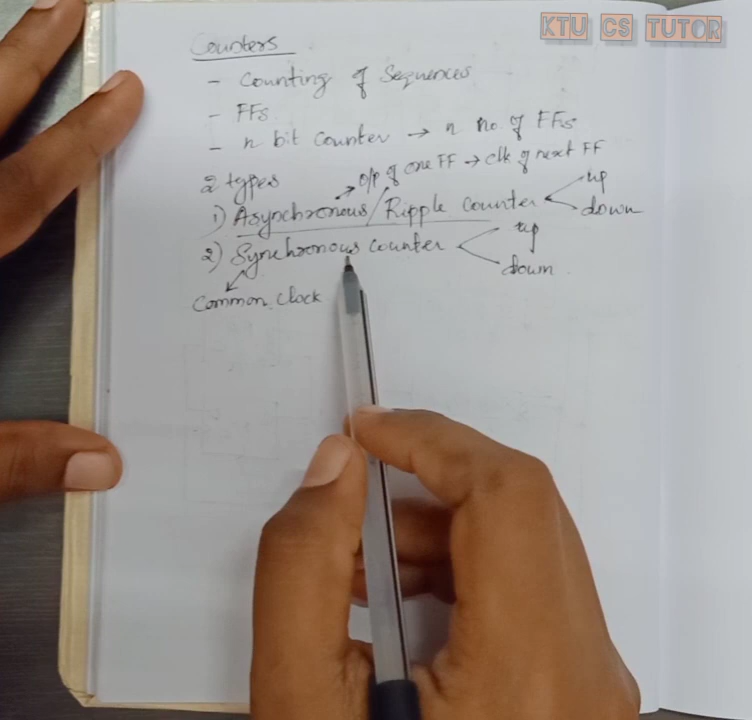 KTU CS TUTOR
Counters
- Counting of Sequences
- FFs
- n bit Counter → n no. of FFs.
→ o/p of one FF → clk of next FF
2 types
1) Asynchronous / Ripple Counter up
down
2) Synchronous counter up
down
Common Clock